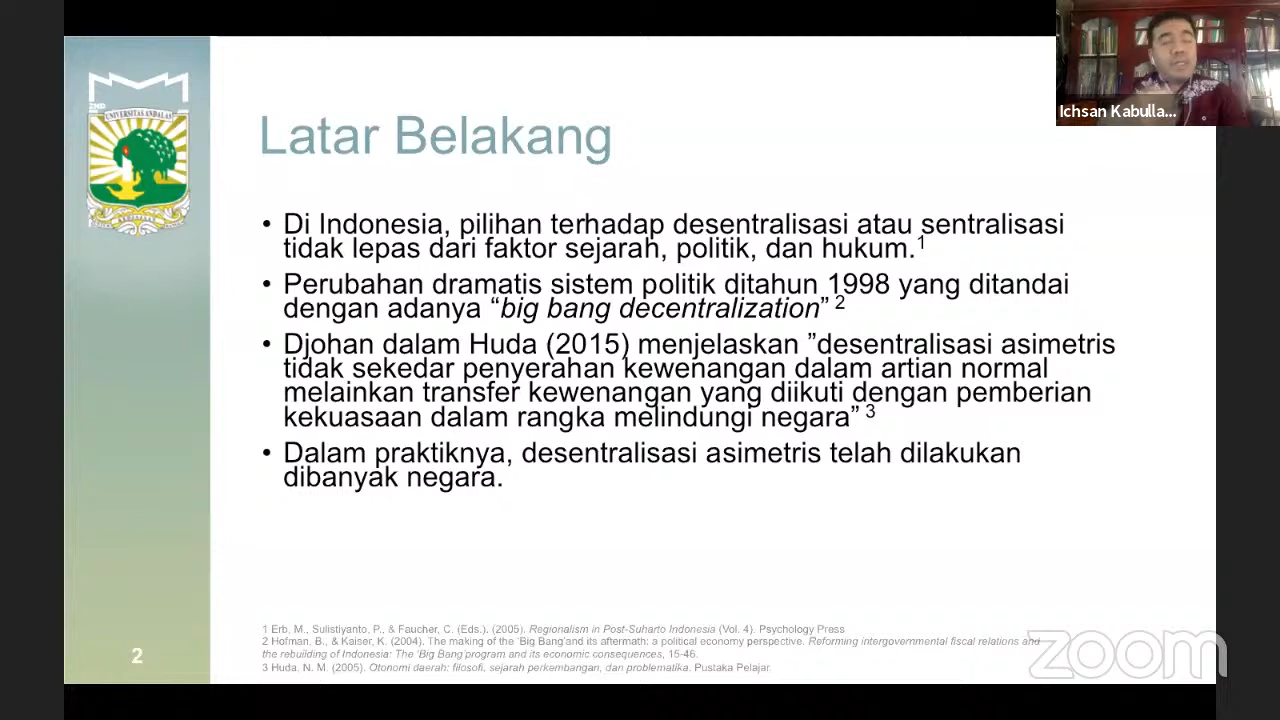 2ND
UNIVERSITAS ANDALAS
Ichsan Kabulla...
Latar Belakang
• Di Indonesia, pilihan terhadap desentralisasi atau sentralisasi
tidak lepas dari faktor sejarah, politik, dan hukum.1
• Perubahan dramatis sistem politik ditahun 1998 yang ditandai
dengan adanya “big bang decentralization” 2
• Djohan dalam Huda (2015) menjelaskan ”desentralisasi asimetris
tidak sekedar penyerahan kewenangan dalam artian normal
melainkan transfer kewenangan yang diikuti dengan pemberian
kekuasaan dalam rangka melindungi negara” 3
• Dalam praktiknya, desentralisasi asimetris telah dilakukan
dibanyak negara.
1 Erb, M., Sulistiyanto, P., & Faucher, C. (Eds.). (2005). Regionalism in Post-Suharto Indonesia (Vol. 4). Psychology Press
2 Hofman, B., & Kaiser, K. (2004). The making of the ‘Big Bang’and its aftermath: a political economy perspective. Reforming intergovernmental fiscal relations and
the rebuilding of Indonesia: The ‘Big Bang’program and its economic consequences, 15-46.
3 Huda, N. M. (2005). Otonomi daerah: filosofi, sejarah perkembangan, dan problematika. Pustaka Pelajar.
2
zoom